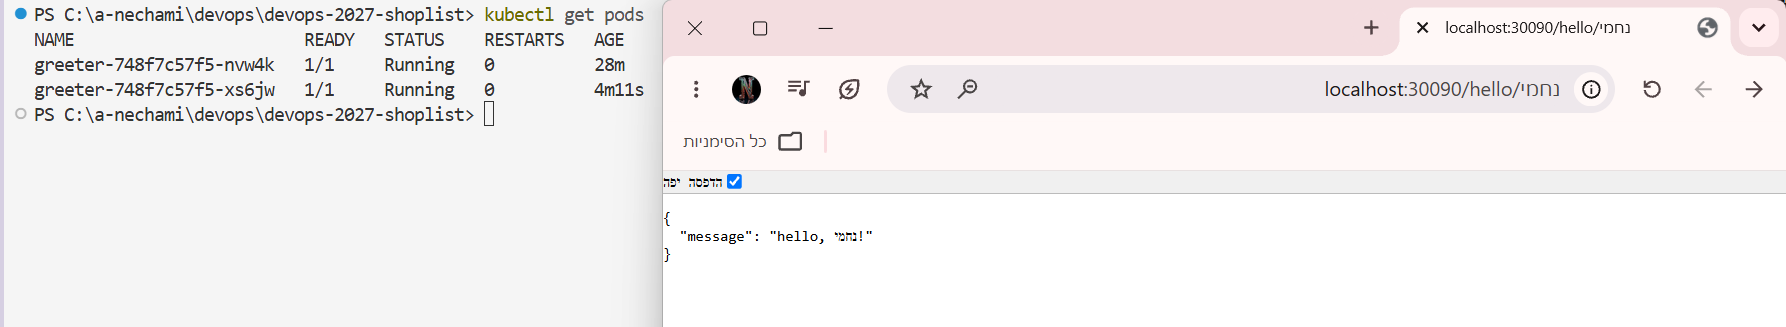 PS C:\a-nechami\devops\devops-2027-shoplist> kubectl get pods
NAME READY STATUS RESTARTS AGE
greeter-748f7c57f5-nvw4k 1/1 Running 0 28m
greeter-748f7c57f5-xs6jw 1/1 Running 0 4m11s
PS C:\a-nechami\devops\devops-2027-shoplist>
localhost:30090/hello/נחמי
localhost:30090/hello/נחמי
כל הסימניות
הדפסה יפה
{
"message": "hello, נחמי!"
}